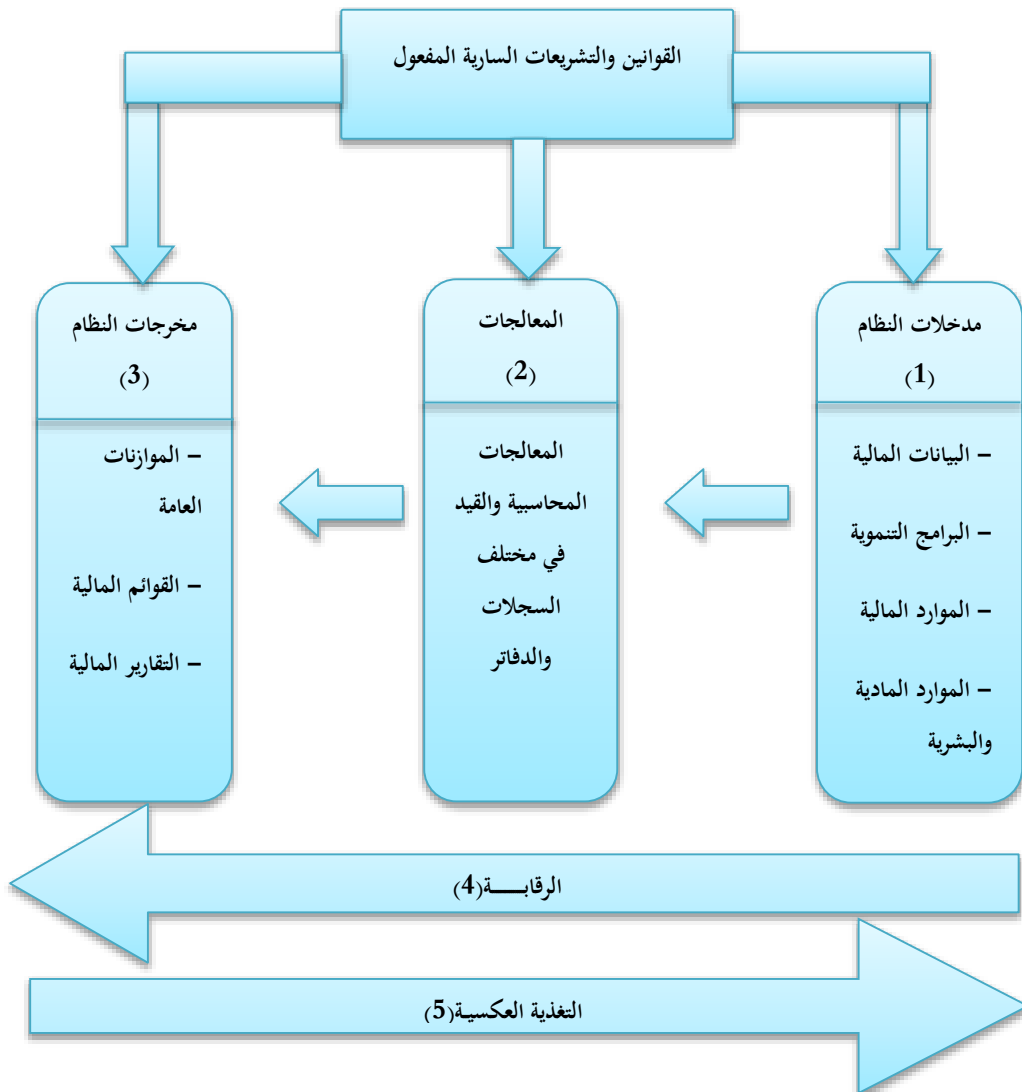 القوانين والتشريعات السارية المفعول
مدخلات النظام
(1)
– البيانات المالية
– البرامج التنموية
– الموارد المالية
– الموارد المادية
والبشرية
المعالجات
(2)
المعالجات
المحاسبية والقيد
في مختلف
السجلات
والدفاتر
مخرجات النظام
(3)
– الموازنات
العامة
– القوائم المالية
– التقارير المالية
الرقابـــــة(4)
التغذية العكسية(5)